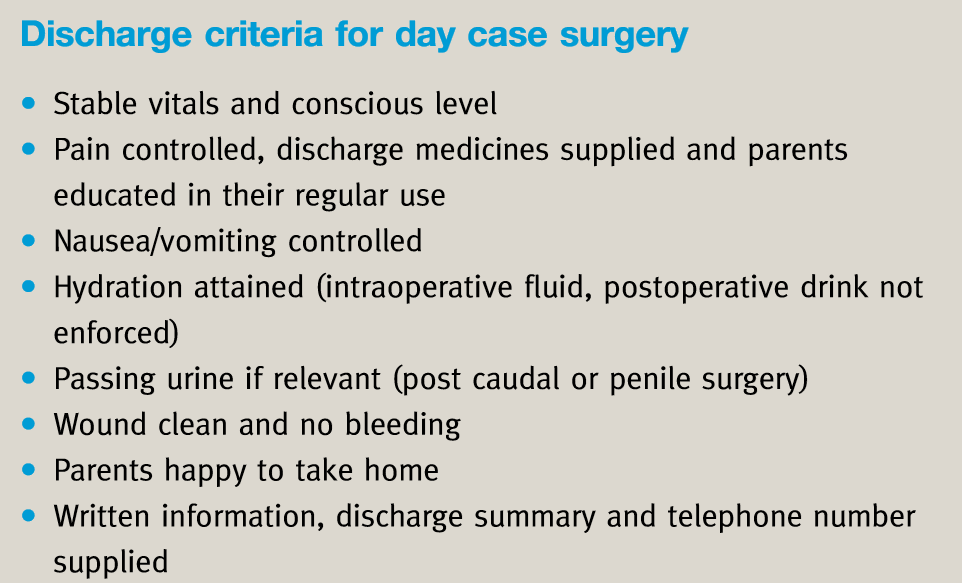 Discharge criteria for day case surgery
• Stable vitals and conscious level
• Pain controlled, discharge medicines supplied and parents
educated in their regular use
• Nausea/vomiting controlled
• Hydration attained (intraoperative fluid, postoperative drink not
enforced)
• Passing urine if relevant (post caudal or penile surgery)
• Wound clean and no bleeding
• Parents happy to take home
• Written information, discharge summary and telephone number
supplied